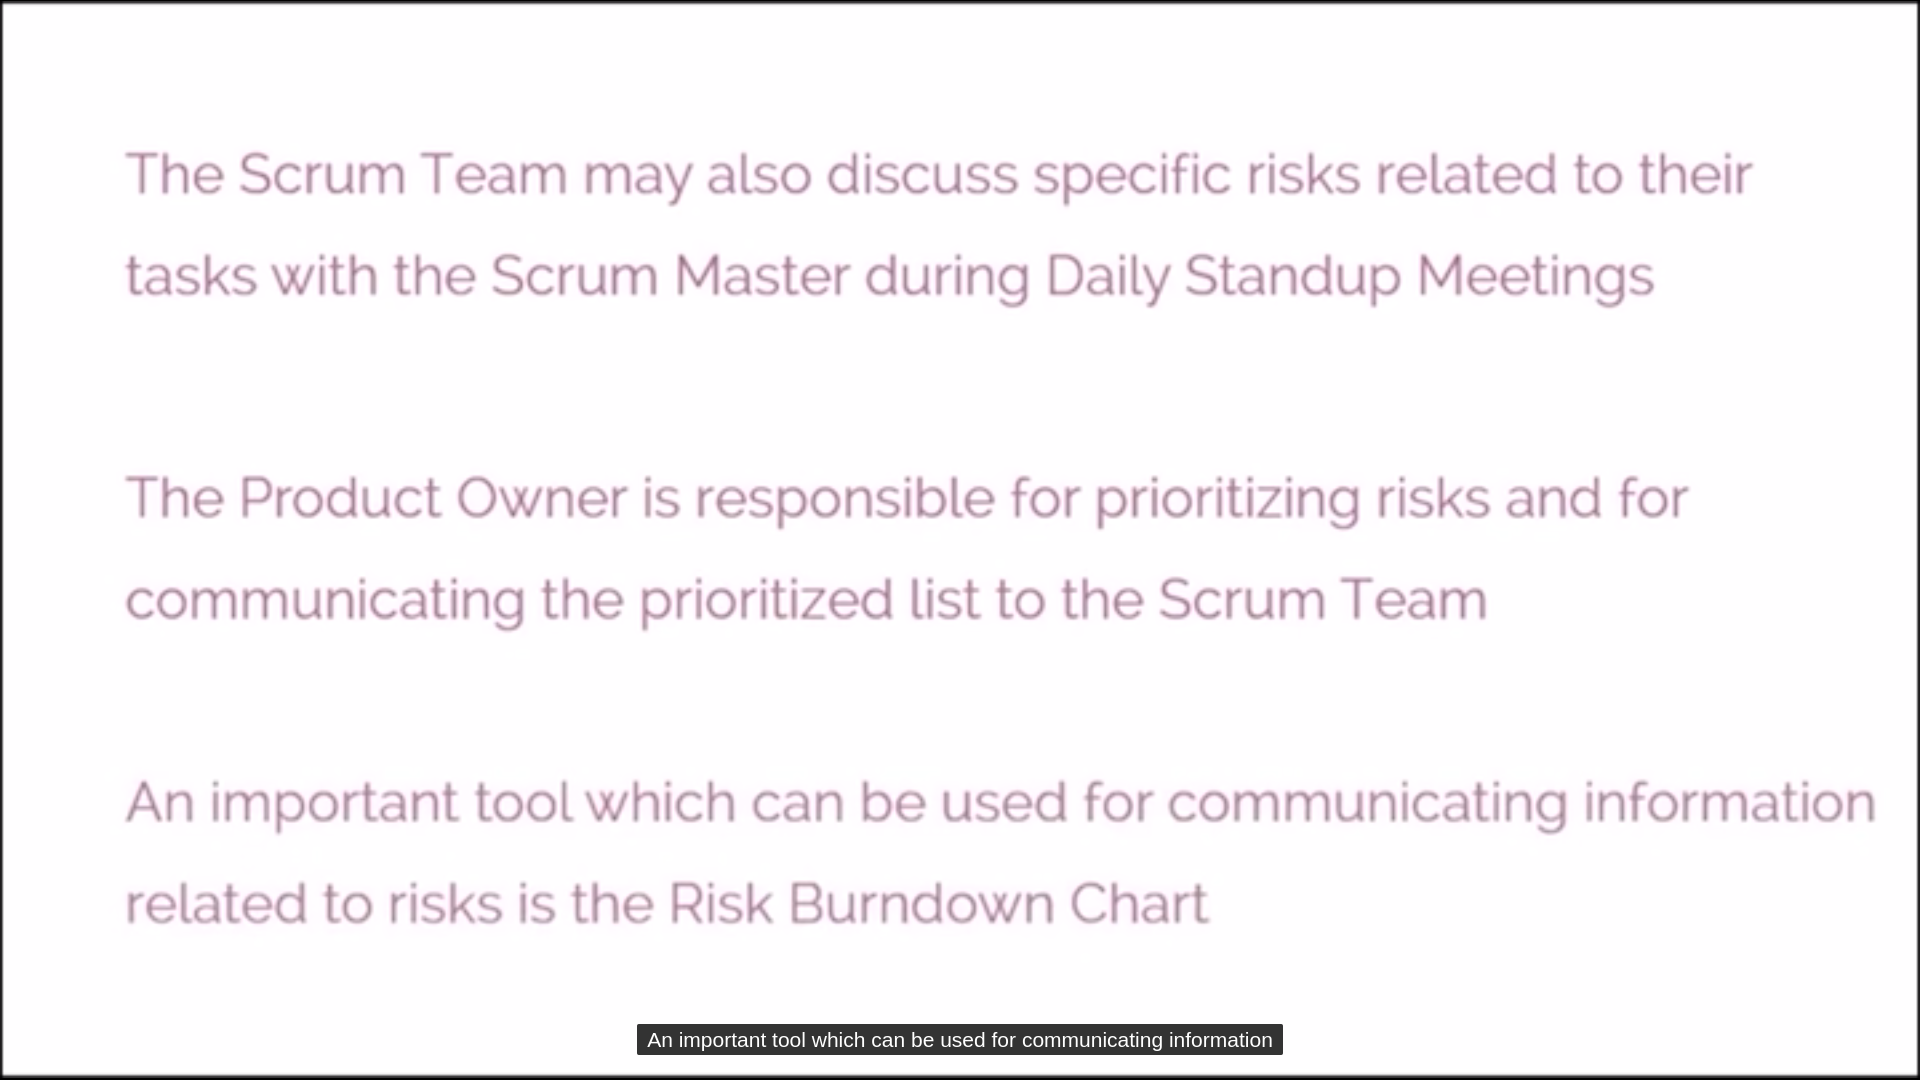 The Scrum Team may also discuss specific risks related to their
tasks with the Scrum Master during Daily Standup Meetings
The Product Owner is responsible for prioritizing risks and for
communicating the prioritized list to the Scrum Team
An important tool which can be used for communicating information
related to risks is the Risk Burndown Chart
An important tool which can be used for communicating information